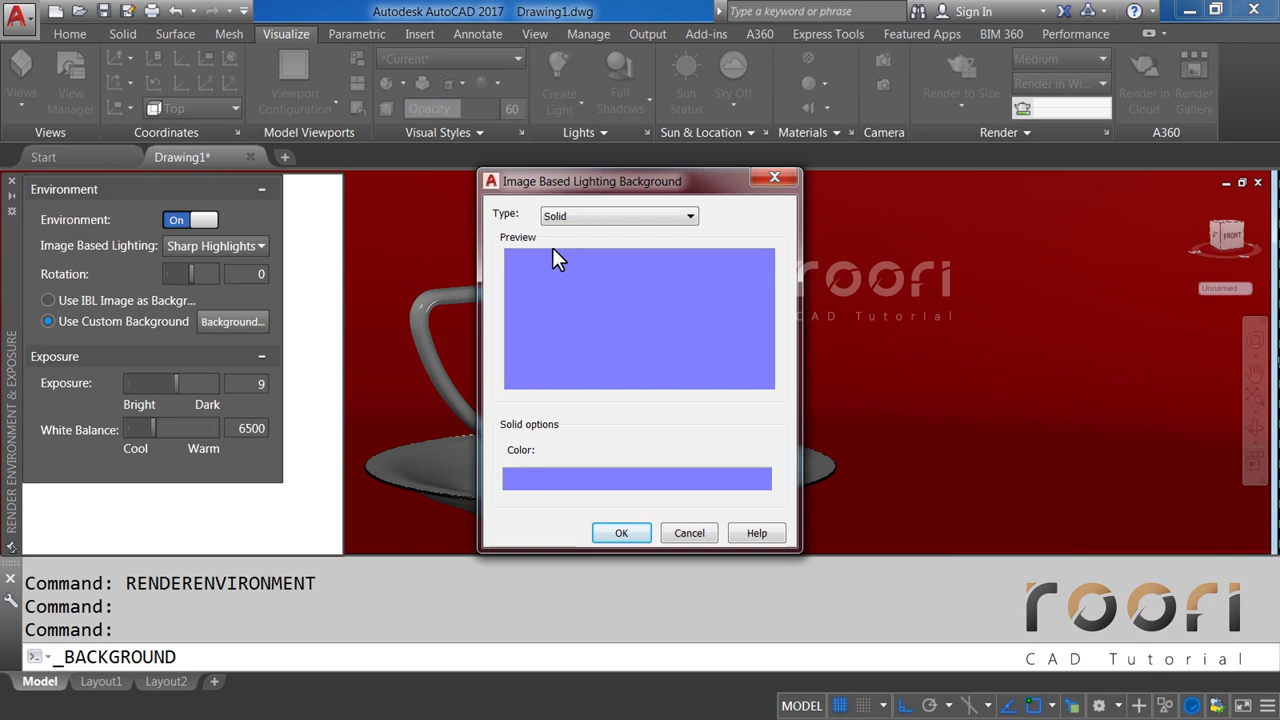 Autodesk AutoCAD 2017 Drawing1.dwg
Type a keyword or phrase
Sign In
Home Solid Surface Mesh Visualize Parametric Insert Annotate View Manage Output Add-ins A360 Express Tools Featured Apps BIM 360 Performance
Views
View Manager
Top
Viewport Configuration
*Current*
Opacity 60
Create Light
Full Shadows
Sun Status
Sky Off
Render to Size
Medium
Render in Wi...
Render in Cloud
Render Gallery
Views Coordinates Model Viewports Visual Styles Lights Sun & Location Materials Camera Render A360
Start Drawing1*
RENDER ENVIRONMENT & EXPOSURE
Environment
Environment: On
Image Based Lighting: Sharp Highlights
Rotation: 0
Use IBL Image as Backgr...
Use Custom Background Background...
Exposure
Exposure: 9
Bright Dark
White Balance: 6500
Cool Warm
Image Based Lighting Background
Type: Solid
Preview
Solid options
Color:
OK Cancel Help
roori
CAD Tutorial
FRONT
Unnamed
Command: RENDERENVIRONMENT
Command:
Command:
_BACKGROUND
roori
CAD Tutorial
Model Layout1 Layout2
MODEL